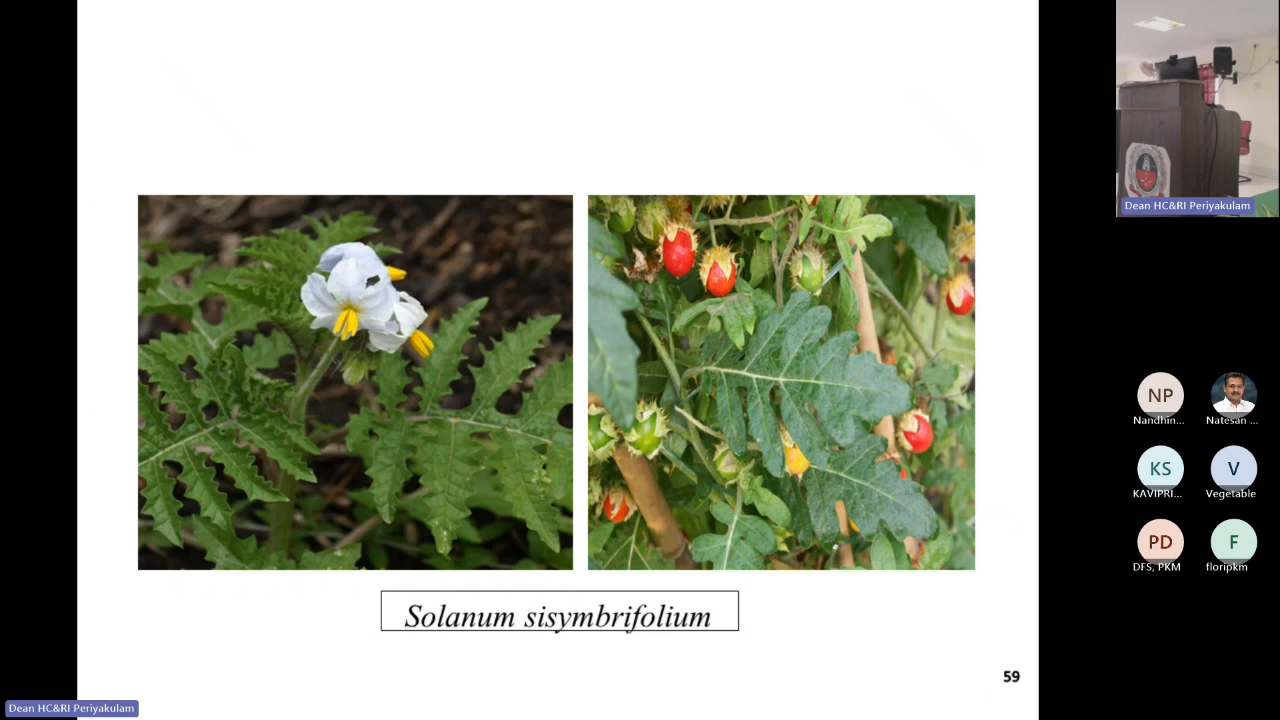 Solanum sisymbrifolium
59
Dean HC&RI Periyakulam
Dean HC&RI Periyakulam
NP
Nandhin...
Natesan ...
KS
KAVIPRI...
V
Vegetable
PD
DFS, PKM
F
floripkm